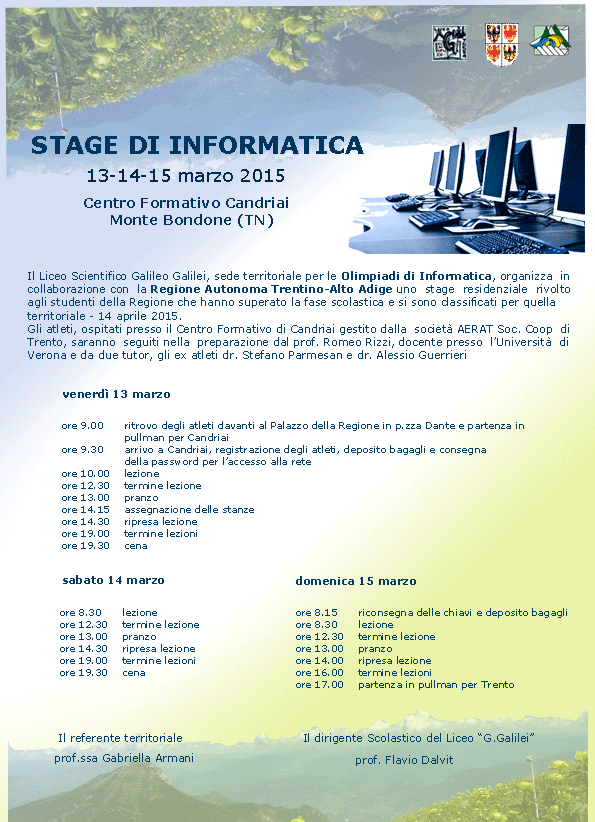 STAGE DI INFORMATICA
13-14-15 marzo 2015
Centro Formativo Candriai
Monte Bondone (TN)
Il Liceo Scientifico Galileo Galilei, sede territoriale per le Olimpiadi di Informatica, organizza in
collaborazione con la Regione Autonoma Trentino-Alto Adige uno stage residenziale rivolto
agli studenti della Regione che hanno superato la fase scolastica e si sono classificati per quella
territoriale - 14 aprile 2015.
Gli atleti, ospitati presso il Centro Formativo di Candriai gestito dalla società AERAT Soc. Coop di
Trento, saranno seguiti nella preparazione dal prof. Romeo Rizzi, docente presso l'Università di
Verona e da due tutor, gli ex atleti dr. Stefano Parmesan e dr. Alessio Guerrieri
venerdì 13 marzo
ore 9.00 ritrovo degli atleti davanti al Palazzo della Regione in p.zza Dante e partenza in
pullman per Candriai
ore 9.30 arrivo a Candriai, registrazione degli atleti, deposito bagagli e consegna
della password per l'accesso alla rete
ore 10.00 lezione
ore 12.30 termine lezione
ore 13.00 pranzo
ore 14.15 assegnazione delle stanze
ore 14.30 ripresa lezione
ore 19.00 termine lezioni
ore 19.30 cena
sabato 14 marzo
ore 8.30 lezione
ore 12.30 termine lezione
ore 13.00 pranzo
ore 14.30 ripresa lezione
ore 19.00 termine lezioni
ore 19.30 cena
domenica 15 marzo
ore 8.15 riconsegna delle chiavi e deposito bagagli
ore 8.30 lezione
ore 12.30 termine lezione
ore 13.00 pranzo
ore 14.00 ripresa lezione
ore 16.00 termine lezioni
ore 17.00 partenza in pullman per Trento
Il referente territoriale
prof.ssa Gabriella Armani
Il dirigente Scolastico del Liceo "G.Galilei"
prof. Flavio Dalvit